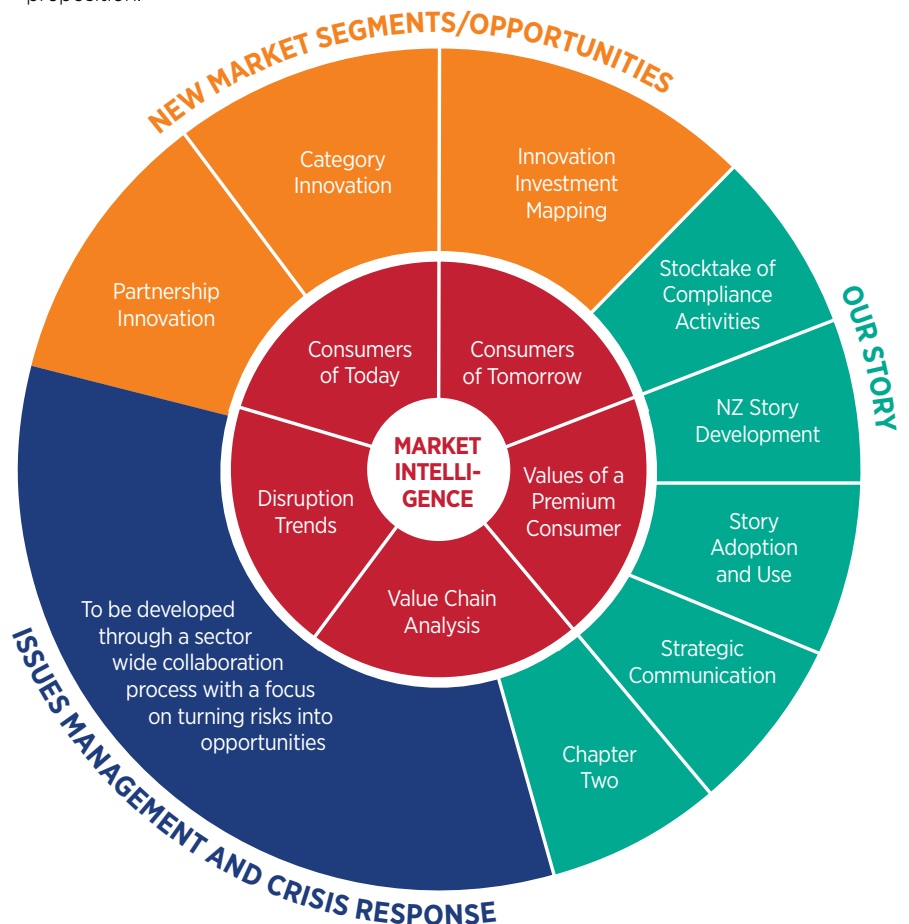 proposition.
NEW MARKET SEGMENTS/OPPORTUNITIES
Partnership
Innovation
Category
Innovation
Innovation
Investment
Mapping
OUR STORY
Stocktake of
Compliance
Activities
NZ Story
Development
Story
Adoption
and Use
Strategic
Communication
Chapter
Two
ISSUES MANAGEMENT AND CRISIS RESPONSE
To be developed
through a sector
wide collaboration
process with a focus
on turning risks into
opportunities
MARKET
INTELLI-
GENCE
Consumers
of Today
Consumers
of Tomorrow
Values of a
Premium
Consumer
Value Chain
Analysis
Disruption
Trends